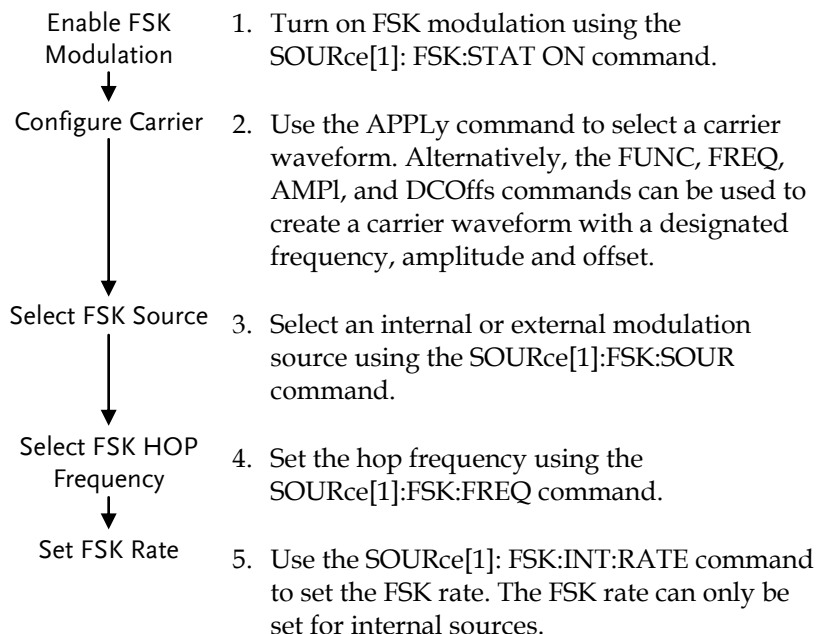 Enable FSK
Modulation
1. Turn on FSK modulation using the
SOURce[1]: FSK:STAT ON command.
Configure Carrier
2. Use the APPLy command to select a carrier
waveform. Alternatively, the FUNC, FREQ,
AMPl, and DCOffs commands can be used to
create a carrier waveform with a designated
frequency, amplitude and offset.
Select FSK Source
3. Select an internal or external modulation
source using the SOURce[1]:FSK:SOUR
command.
Select FSK HOP
Frequency
4. Set the hop frequency using the
SOURce[1]:FSK:FREQ command.
Set FSK Rate
5. Use the SOURce[1]: FSK:INT:RATE command
to set the FSK rate. The FSK rate can only be
set for internal sources.